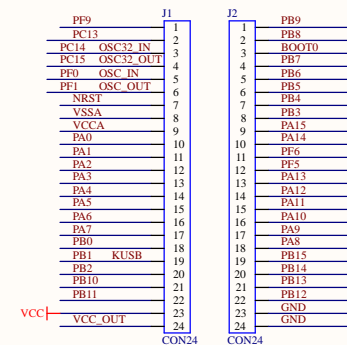 J1 J2
PF9 1 1 PB9
PC13 2 2 PB8
PC14 OSC32_IN 3 3 BOOT0
PC15 OSC32_OUT 4 4 PB7
PF0 OSC_IN 5 5 PB6
PF1 OSC_OUT 6 6 PB5
NRST 7 7 PB4
VSSA 8 8 PB3
VCCA 9 9 PA15
PA0 10 10 PA14
PA1 11 11 PF6
PA2 12 12 PF5
PA3 13 13 PA13
PA4 14 14 PA12
PA5 15 15 PA11
PA6 16 16 PA10
PA7 17 17 PA9
PB0 18 18 PA8
PB1 KUSB 19 19 PB15
PB2 20 20 PB14
PB10 21 21 PB13
PB11 22 22 PB12
VCC 23 23 GND
VCC_OUT 24 24 GND
CON24 CON24